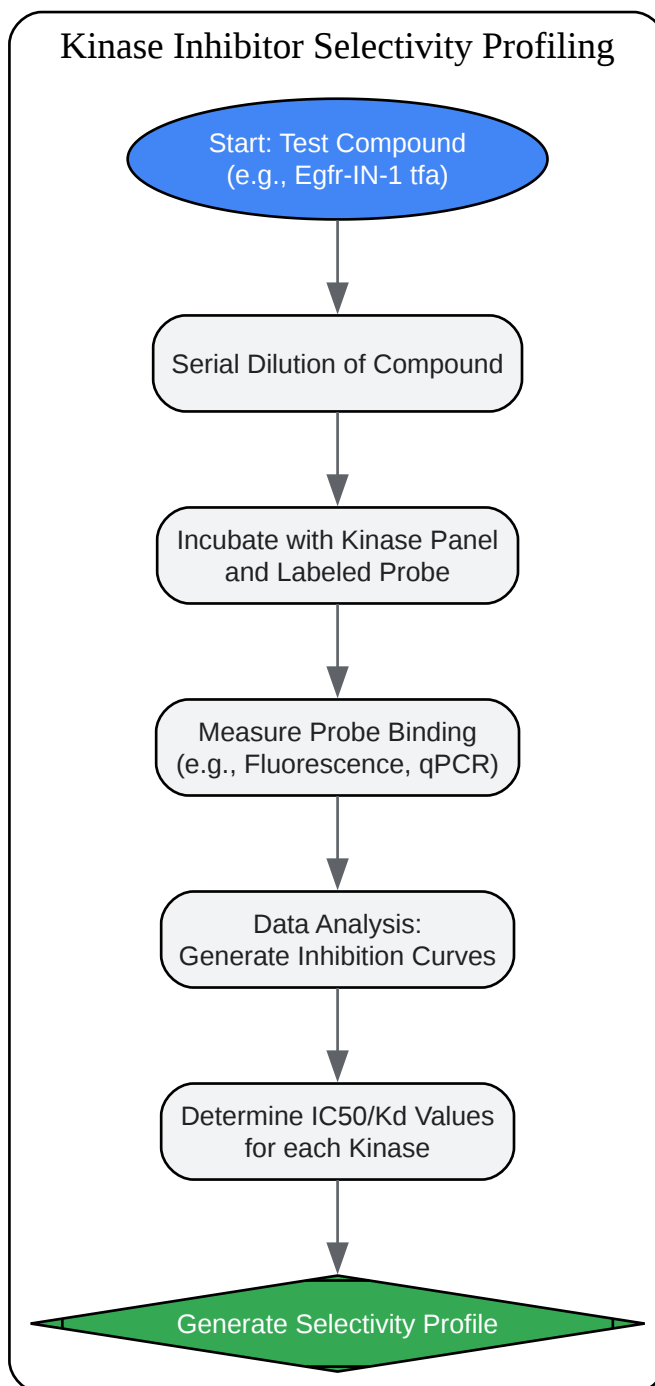 Kinase Inhibitor Selectivity Profiling
Start: Test Compound
(e.g., Egfr-IN-1 tfa)
Serial Dilution of Compound
Incubate with Kinase Panel
and Labeled Probe
Measure Probe Binding
(e.g., Fluorescence, qPCR)
Data Analysis:
Generate Inhibition Curves
Determine IC50/Kd Values
for each Kinase
Generate Selectivity Profile